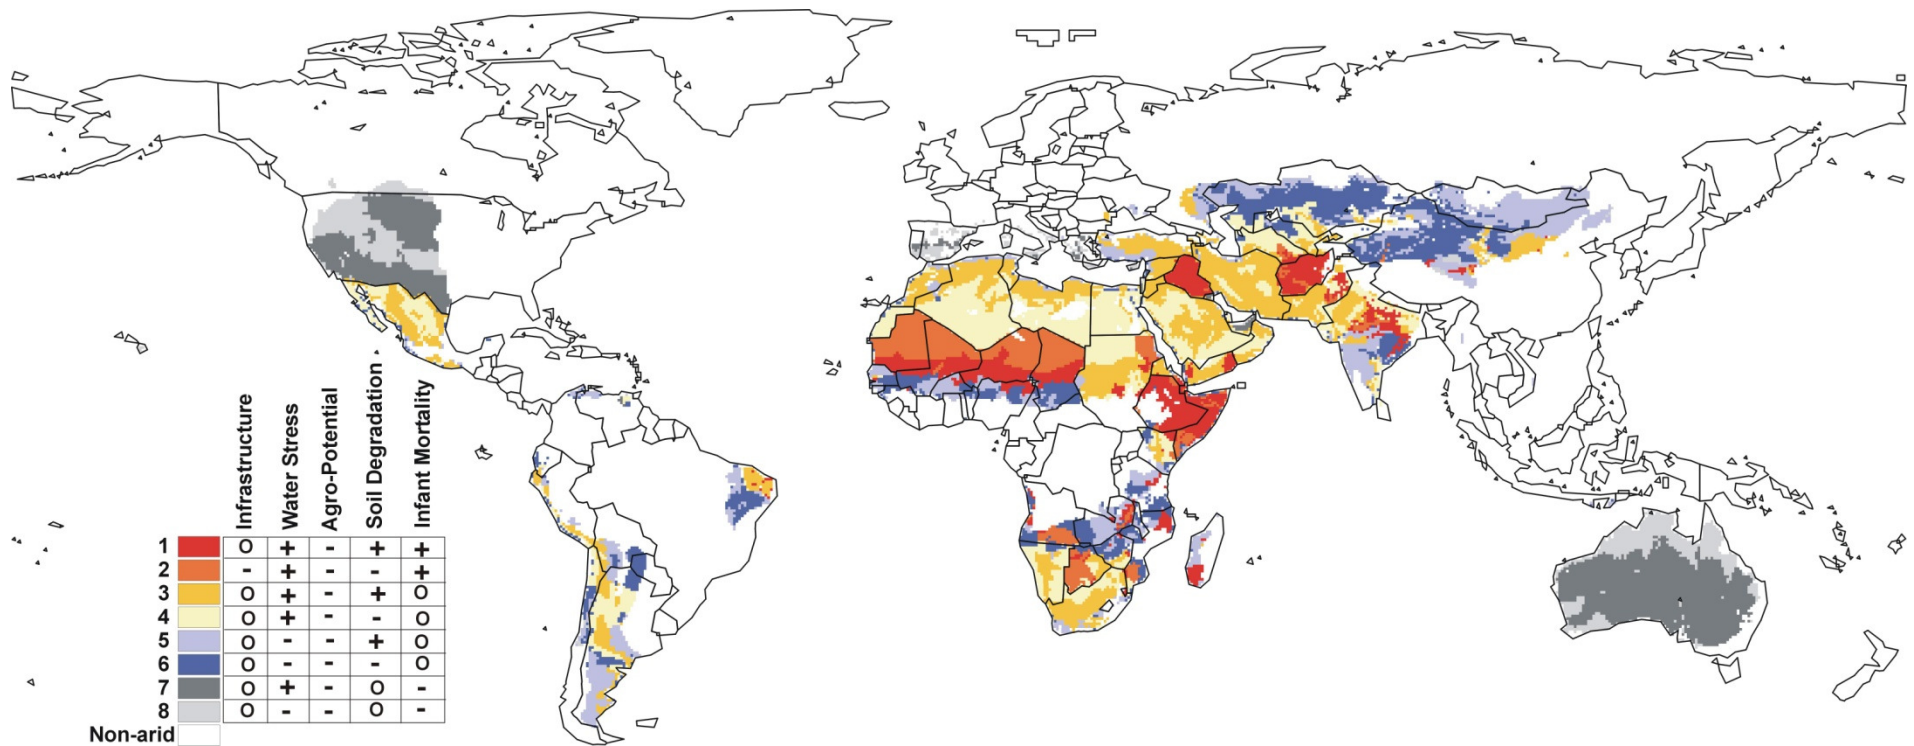 Infrastructure
Water Stress
Agro-Potential
Soil Degradation
Infant Mortality
1 O + - + +
2 - + - - +
3 O + - + O
4 O + - - O
5 O - - + O
6 O - - - O
7 O + - O -
8 O - - O -
Non-arid